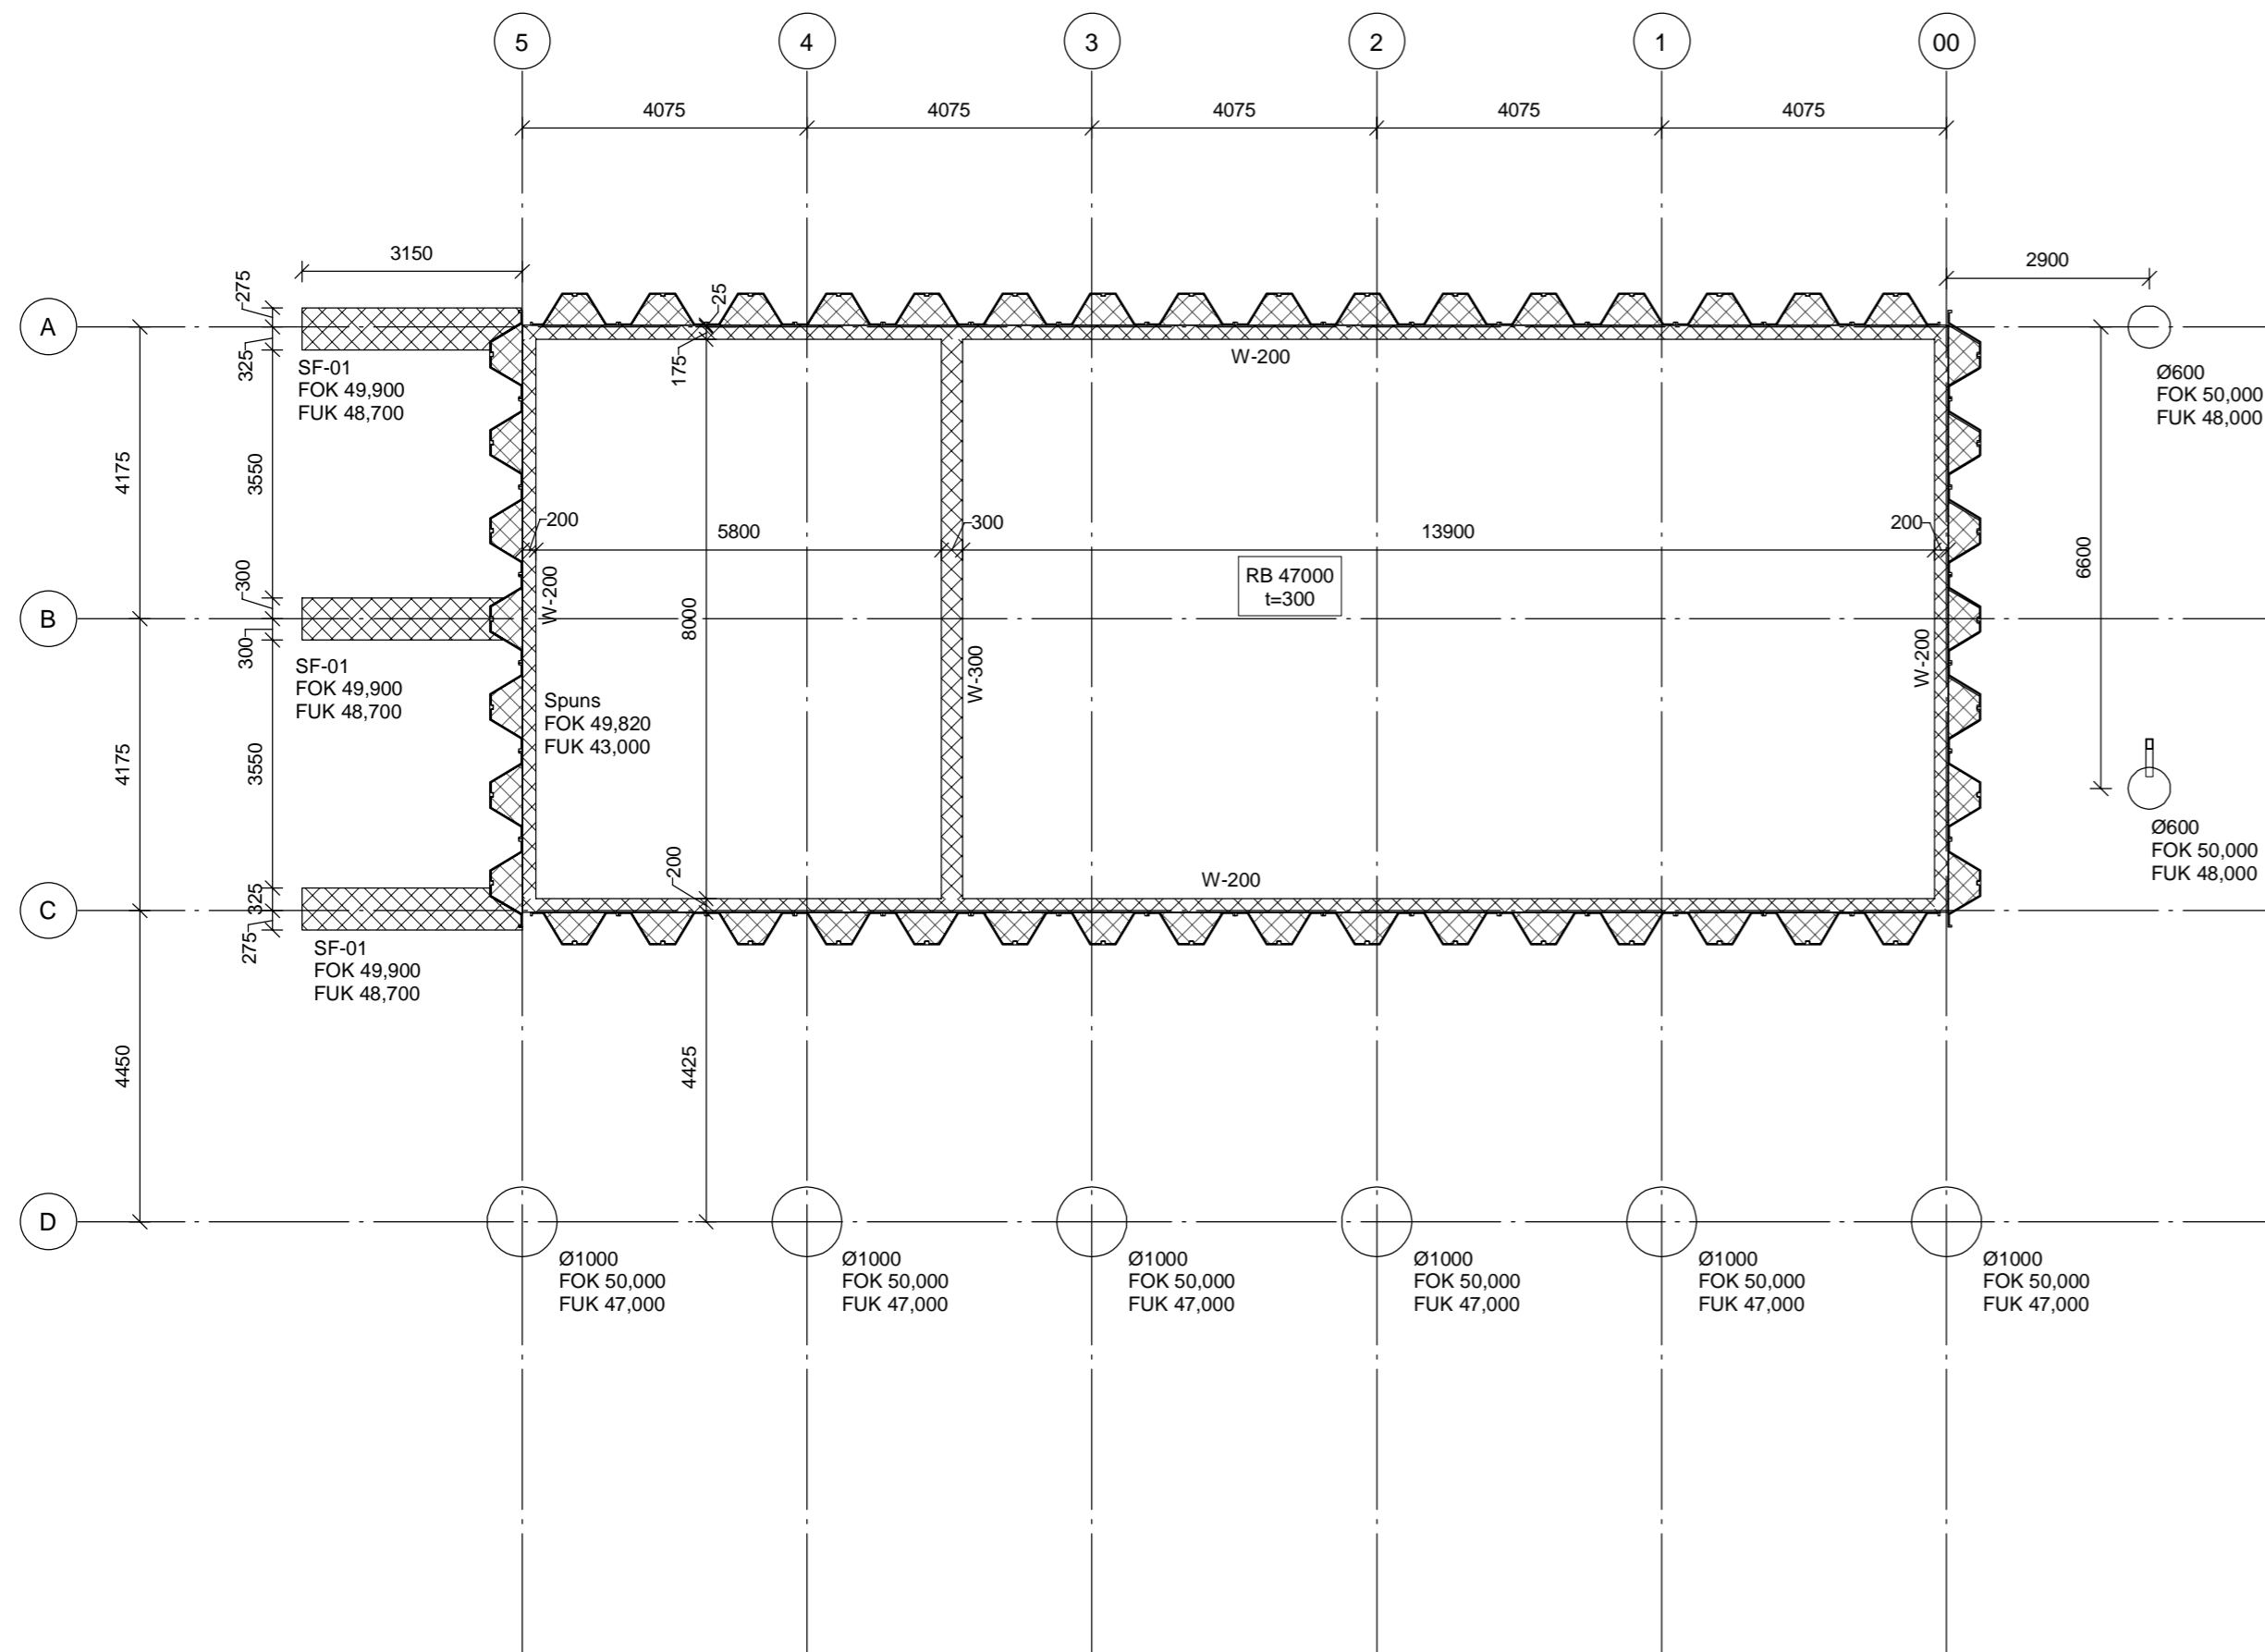 5
4
3
2
1
00
4075
4075
4075
4075
4075
3150
2900
A
275
325
25
175
W-200
SF-01
FOK 49,900
FUK 48,700
Ø600
FOK 50,000
FUK 48,000
4175
3550
200
5800
300
13900
200
6600
RB 47000
t=300
B
300
300
W-200
8000
W-300
W-200
SF-01
FOK 49,900
FUK 48,700
Spuns
FOK 49,820
FUK 43,000
4175
3550
Ø600
FOK 50,000
FUK 48,000
200
W-200
C
325
275
SF-01
FOK 49,900
FUK 48,700
4450
4425
D
Ø1000
FOK 50,000
FUK 47,000
Ø1000
FOK 50,000
FUK 47,000
Ø1000
FOK 50,000
FUK 47,000
Ø1000
FOK 50,000
FUK 47,000
Ø1000
FOK 50,000
FUK 47,000
Ø1000
FOK 50,000
FUK 47,000